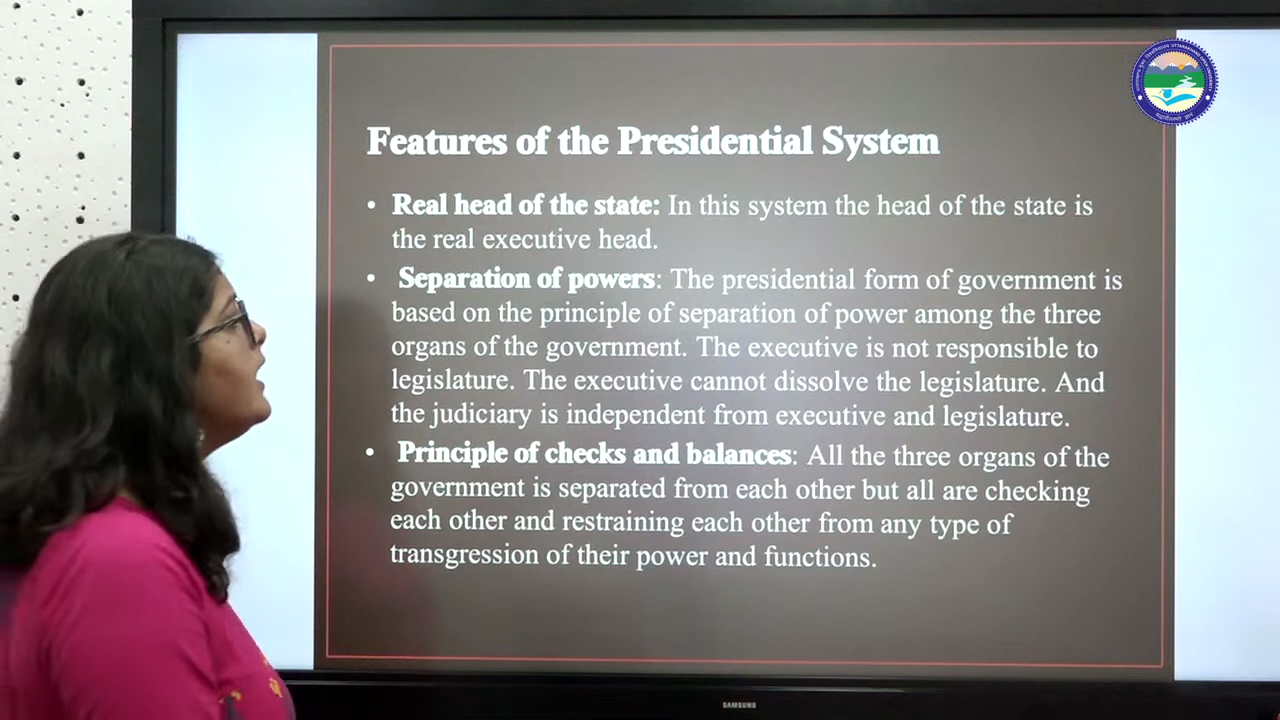 Features of the Presidential System
• Real head of the state: In this system the head of the state is
the real executive head.
• Separation of powers: The presidential form of government is
based on the principle of separation of power among the three
organs of the government. The executive is not responsible to
legislature. The executive cannot dissolve the legislature. And
the judiciary is independent from executive and legislature.
• Principle of checks and balances: All the three organs of the
government is separated from each other but all are checking
each other and restraining each other from any type of
transgression of their power and functions.
SAMSUNG